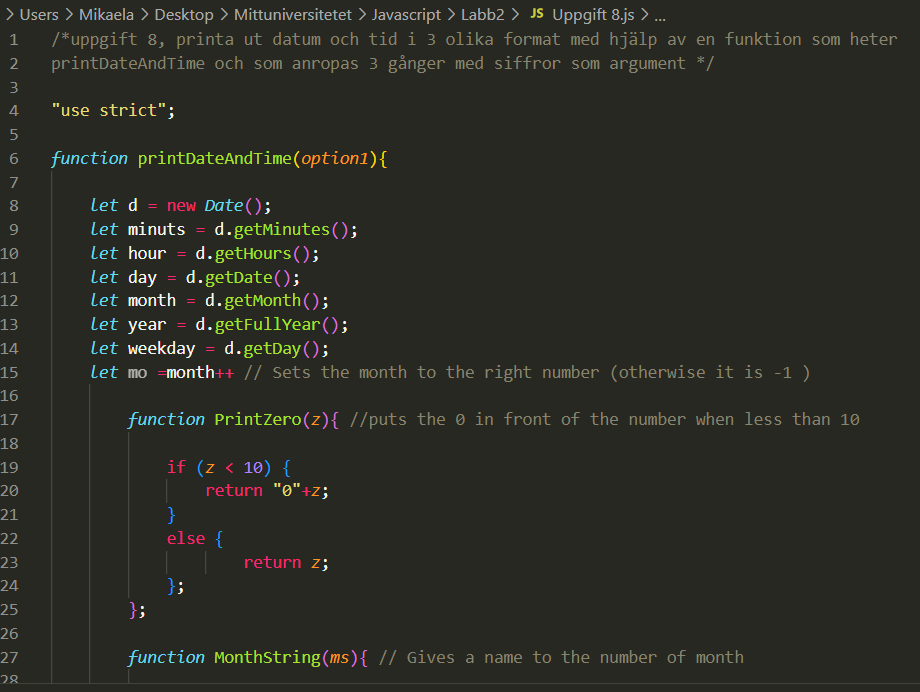 > Users > Mikaela > Desktop > Mittuniversitetet > Javascript > Labb2 > JS Uppgift 8.js > ...
1 /*uppgift 8, printa ut datum och tid i 3 olika format med hjälp av en funktion som heter
2 printDateAndTime och som anropas 3 gånger med siffror som argument */
3
4 "use strict";
5
6 function printDateAndTime(option1){
7
8 let d = new Date();
9 let minuts = d.getMinutes();
10 let hour = d.getHours();
11 let day = d.getDate();
12 let month = d.getMonth();
13 let year = d.getFullYear();
14 let weekday = d.getDay();
15 let mo =month++ // Sets the month to the right number (otherwise it is -1 )
16
17 function PrintZero(z){ //puts the 0 in front of the number when less than 10
18
19 if (z < 10) {
20 return "0"+z;
21 }
22 else {
23 return z;
24 };
25 };
26
27 function MonthString(ms){ // Gives a name to the number of month
28